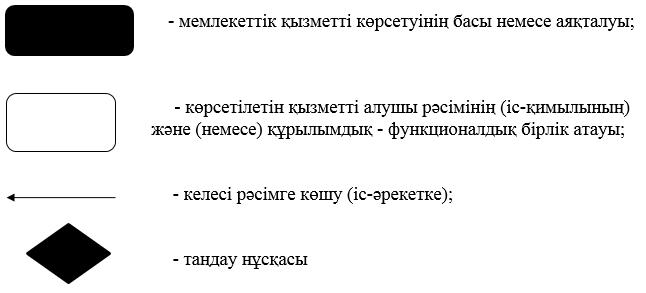 - мемлекеттік қызметті көрсетуінің басы немесе аяқталуы;
- көрсетілетін қызметті алушы рәсімінің (іс-қимылының)
және (немесе) құрылымдық - функционалдық бірлік атауы;
- келесі рәсімге көшу (іс-әрекетке);
- тандау нұсқасы